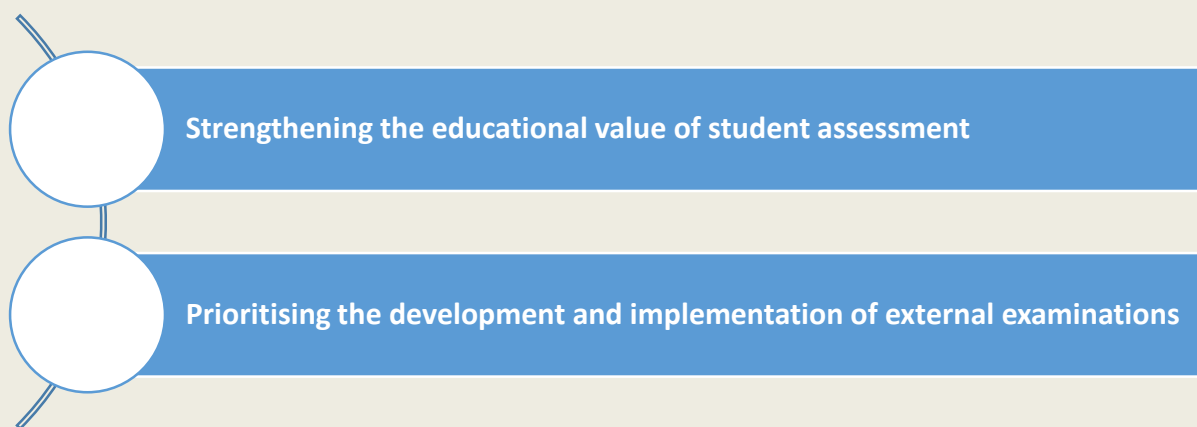 Strengthening the educational value of student assessment
Prioritising the development and implementation of external examinations